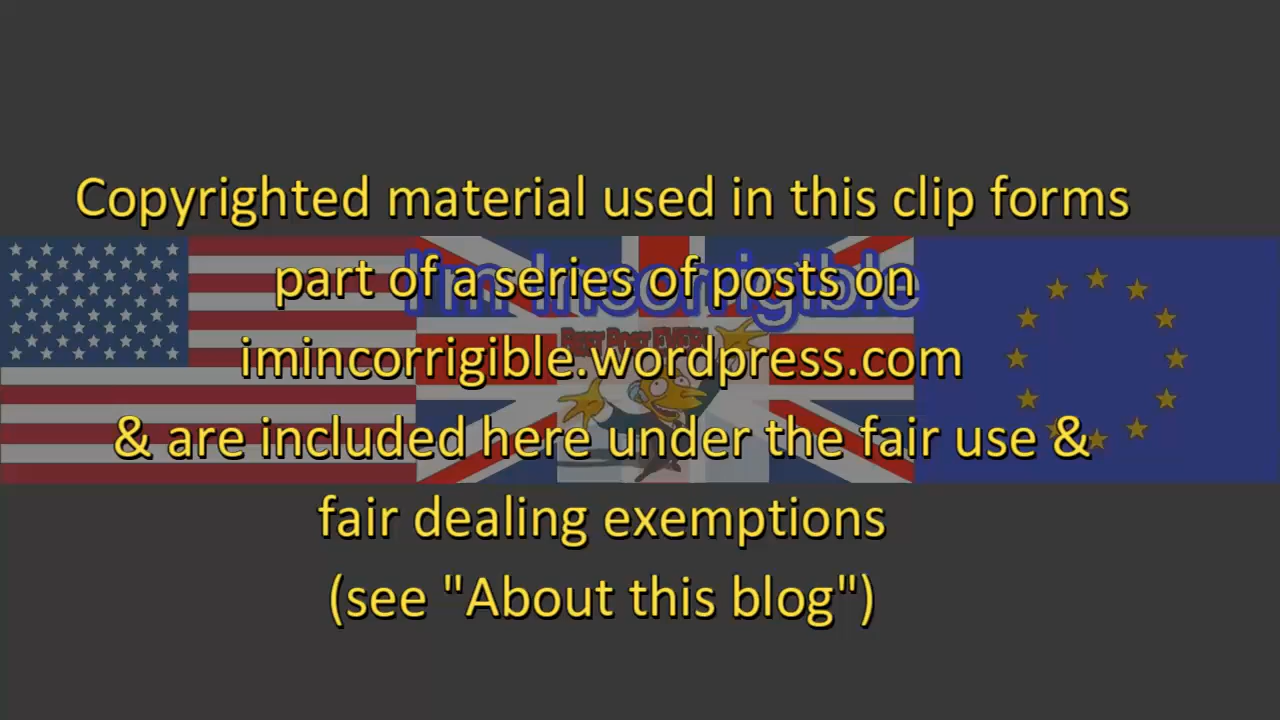 Copyrighted material used in this clip forms
part of a series of posts on
I'm Incorrigible
imincorrigible.wordpress.com
& are included here under the fair use &
fair dealing exemptions
(see "About this blog")